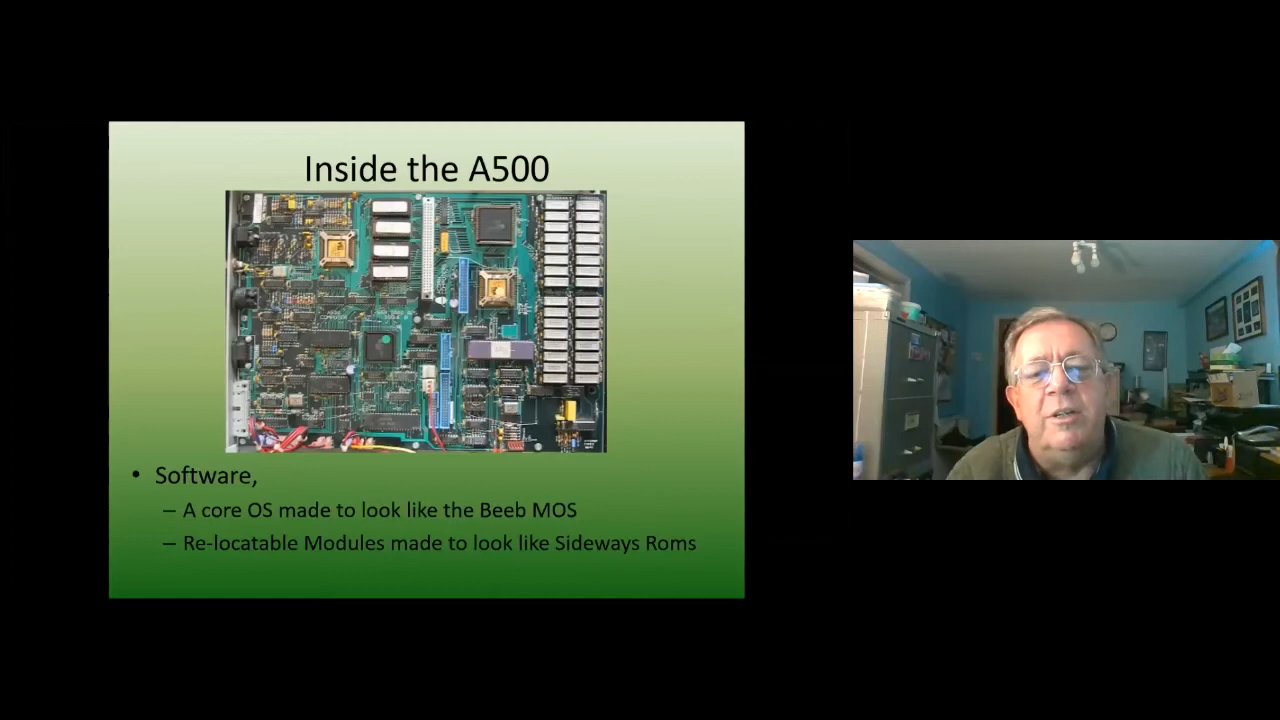 Inside the A500
• Software,
– A core OS made to look like the Beeb MOS
– Re-locatable Modules made to look like Sideways Roms